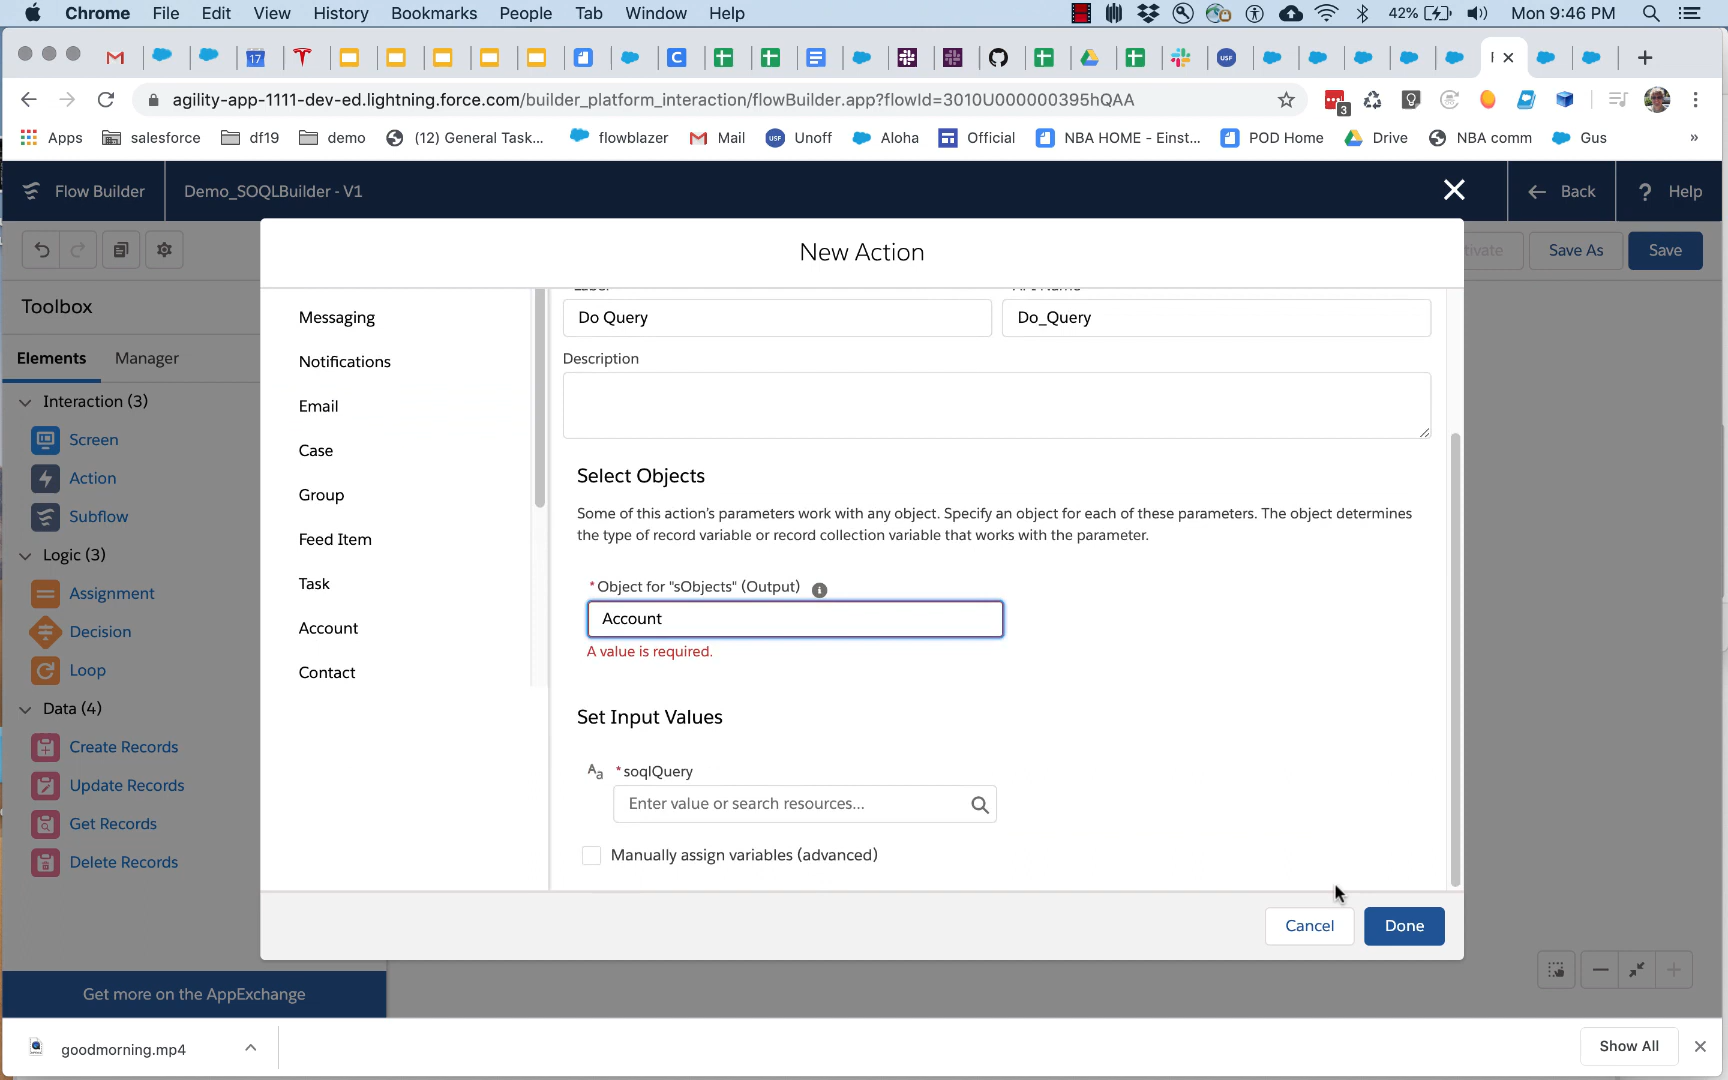 Chrome File Edit View History Bookmarks People Tab Window Help 42% Mon 9:46 PM
agility-app-1111-dev-ed.lightning.force.com/builder_platform_interaction/flowBuilder.app?flowId=3010U000000395hQAA
Apps salesforce df19 demo (12) General Task... flowblazer Mail Unoff Aloha Official NBA HOME - Einst... POD Home Drive NBA comm Gus »
Flow Builder Demo_SOQLBuilder - V1 Back ? Help
New Action
Save As Save
Toolbox
Elements Manager
Interaction (3)
Screen
Action
Subflow
Logic (3)
Assignment
Decision
Loop
Data (4)
Create Records
Update Records
Get Records
Delete Records
Get more on the AppExchange
Messaging
Notifications
Email
Case
Group
Feed Item
Task
Account
Contact
Do Query Do_Query
Description
Select Objects
Some of this action's parameters work with any object. Specify an object for each of these parameters. The object determines
the type of record variable or record collection variable that works with the parameter.
*Object for "sObjects" (Output)
Account
A value is required.
Set Input Values
Aa *soqlQuery
Enter value or search resources...
Manually assign variables (advanced)
Cancel Done
goodmorning.mp4 Show All